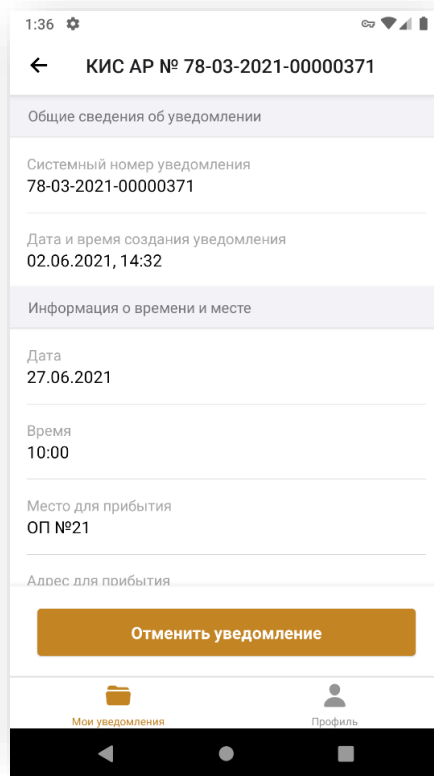 1:36
КИС АР № 78-03-2021-00000371
Общие сведения об уведомлении
Системный номер уведомления
78-03-2021-00000371
Дата и время создания уведомления
02.06.2021, 14:32
Информация о времени и месте
Дата
27.06.2021
Время
10:00
Место для прибытия
ОП №21
Адрес для прибытия
Отменить уведомление
Мои уведомления
Профиль